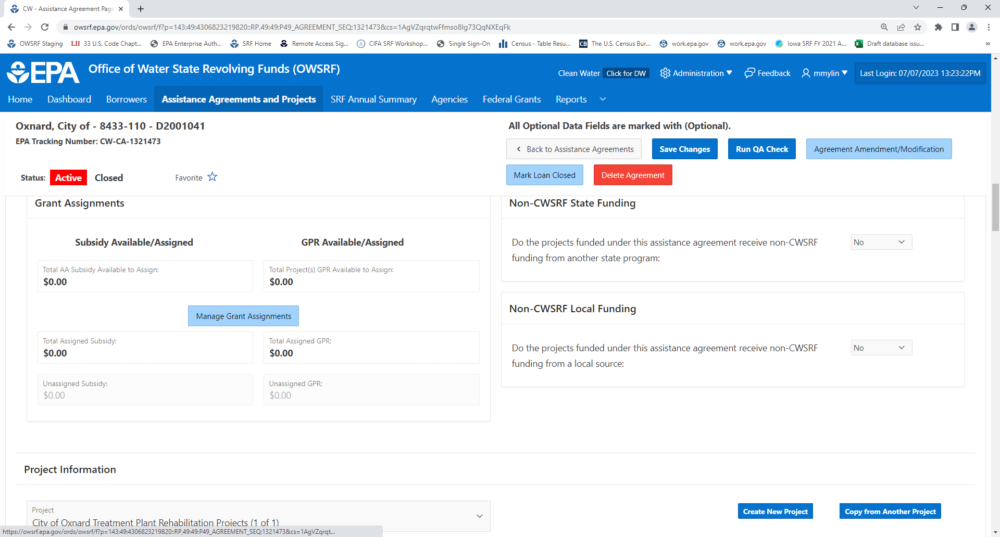 CW - Assistance Agreement Page
owsrf.epa.gov/ords/owsrf/f?p=143:49:4306823219820::RP,49:49:P49_AGREEMENT_SEQ:1321473&cs=1AgVZqrqtwFfmso8Ig73QqNXEqFk
OWSRF Staging
LII 33 U.S. Code Chapt...
EPA Enterprise Auth...
SRF Home
Remote Access Sig...
CIFA SRF Workshop...
Single Sign-On
Census - Table Resu...
CB The U.S. Census Bur...
work.epa.gov
work.epa.gov
Iowa SRF FY 2021 A...
Draft database issu...
EPA
Office of Water State Revolving Funds (OWSRF)
Clean Water Click for DW
Administration
Feedback
mmylin
Last Login: 07/07/2023 13:23:22PM
Home
Dashboard
Borrowers
Assistance Agreements and Projects
SRF Annual Summary
Agencies
Federal Grants
Reports
Oxnard, City of - 8433-110 - D2001041
EPA Tracking Number: CW-CA-1321473
All Optional Data Fields are marked with (Optional).
Back to Assistance Agreements
Save Changes
Run QA Check
Agreement Amendment/Modification
Status: Active Closed
Favorite
Mark Loan Closed
Delete Agreement
Grant Assignments
Subsidy Available/Assigned
GPR Available/Assigned
Total AA Subsidy Available to Assign:
$0.00
Total Project(s) GPR Available to Assign:
$0.00
Manage Grant Assignments
Total Assigned Subsidy:
$0.00
Total Assigned GPR:
$0.00
Unassigned Subsidy:
$0.00
Unassigned GPR:
$0.00
Non-CWSRF State Funding
Do the projects funded under this assistance agreement receive non-CWSRF
funding from another state program:
No
Non-CWSRF Local Funding
Do the projects funded under this assistance agreement receive non-CWSRF
funding from a local source:
No
Project Information
Project
City of Oxnard Treatment Plant Rehabilitation Projects (1 of 1)
Create New Project
Copy from Another Project
https://owsrf.epa.gov/ords/owsrf/f?p=143:49:4306823219820::RP,49:49:P49_AGREEMENT_SEQ:1321473&cs=1AgVZqrqt...